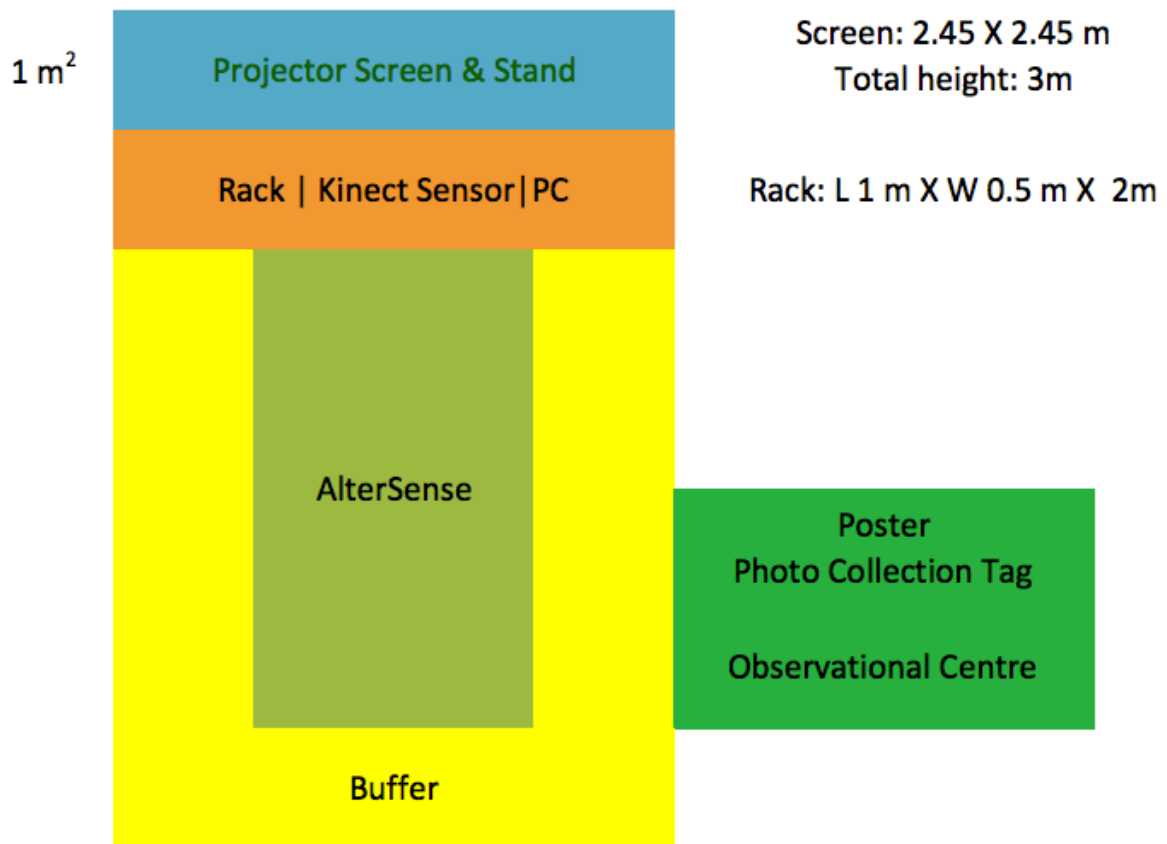 Screen: 2.45 X 2.45 m
1 m²
Projector Screen & Stand
Total height: 3m
Rack | Kinect Sensor|PC
Rack: L 1 m X W 0.5 m X  2m
AlterSense
Poster
Photo Collection Tag
Observational Centre
Buffer